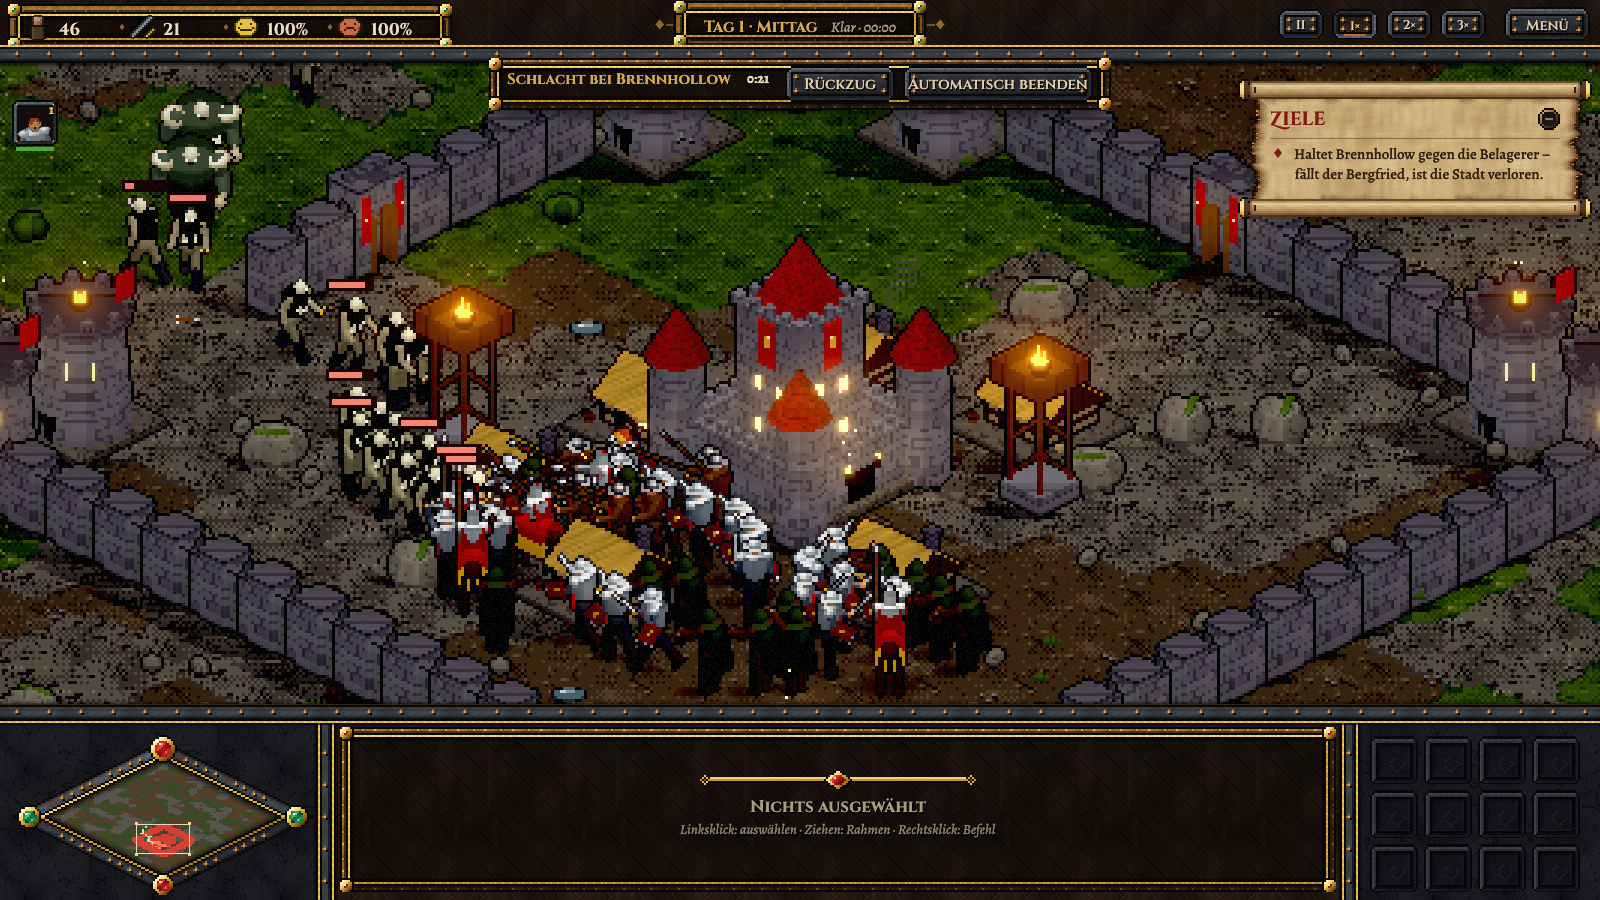 46 21 100% 100%
Tag 1 · Mittag Klar · 00:00
II 1× 2× 3× Menü
Schlacht bei Brennhollow 0:21 Rückzug Automatisch beenden
1
Ziele
Haltet Brennhollow gegen die Belagerer –
fällt der Bergfried, ist die Stadt verloren.
Nichts ausgewählt
Linksklick: auswählen · Ziehen: Rahmen · Rechtsklick: Befehl